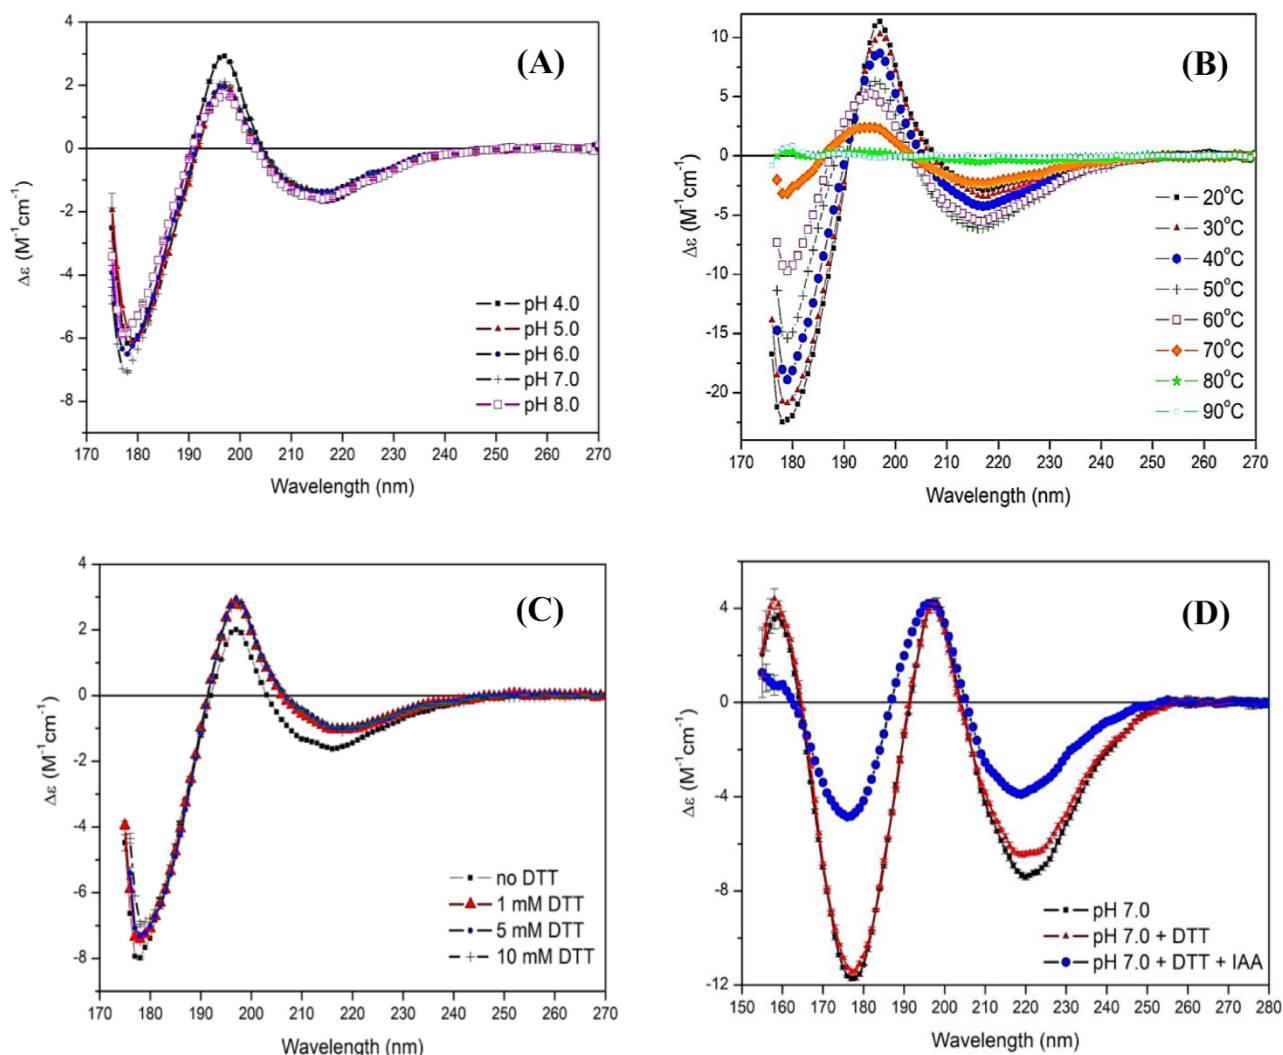 (A)
4
2
0
-2
-4
-6
-8
Δε (M⁻¹cm⁻¹)
pH 4.0
pH 5.0
pH 6.0
pH 7.0
pH 8.0
170 180 190 200 210 220 230 240 250 260 270
Wavelength (nm)
(B)
10
5
0
-5
-10
-15
-20
Δε (M⁻¹cm⁻¹)
20°C
30°C
40°C
50°C
60°C
70°C
80°C
90°C
170 180 190 200 210 220 230 240 250 260 270
Wavelength (nm)
(C)
4
2
0
-2
-4
-6
-8
Δε (M⁻¹cm⁻¹)
no DTT
1 mM DTT
5 mM DTT
10 mM DTT
170 180 190 200 210 220 230 240 250 260 270
Wavelength (nm)
(D)
4
0
-4
-8
-12
Δε (M⁻¹cm⁻¹)
pH 7.0
pH 7.0 + DTT
pH 7.0 + DTT + IAA
150 160 170 180 190 200 210 220 230 240 250 260 270 280
Wavelength (nm)